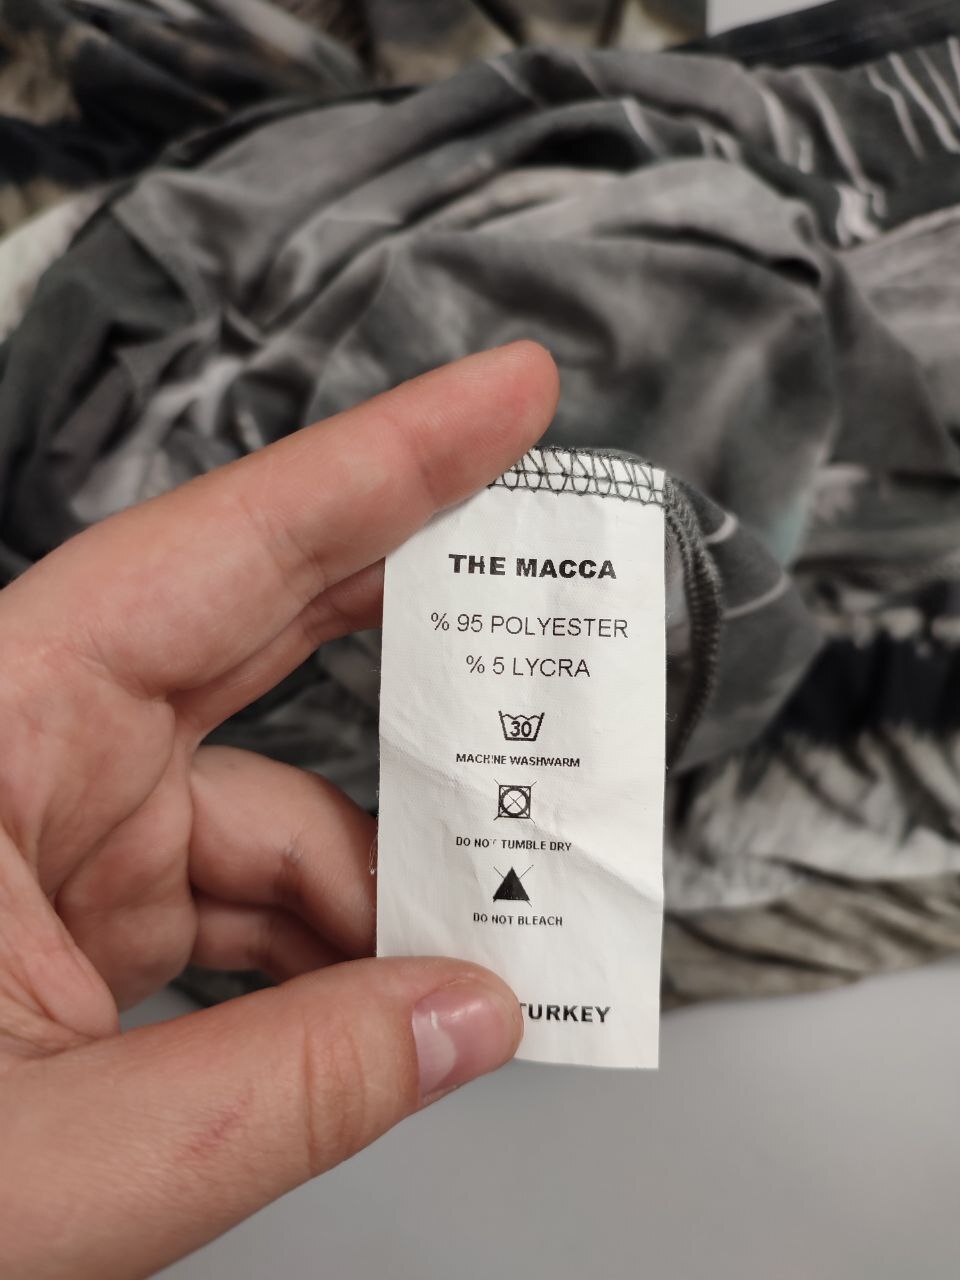 THE MACCA
% 95 POLYESTER
% 5 LYCRA
30
MACHINE WASHWARM
DO NOT TUMBLE DRY
DO NOT BLEACH
TURKEY